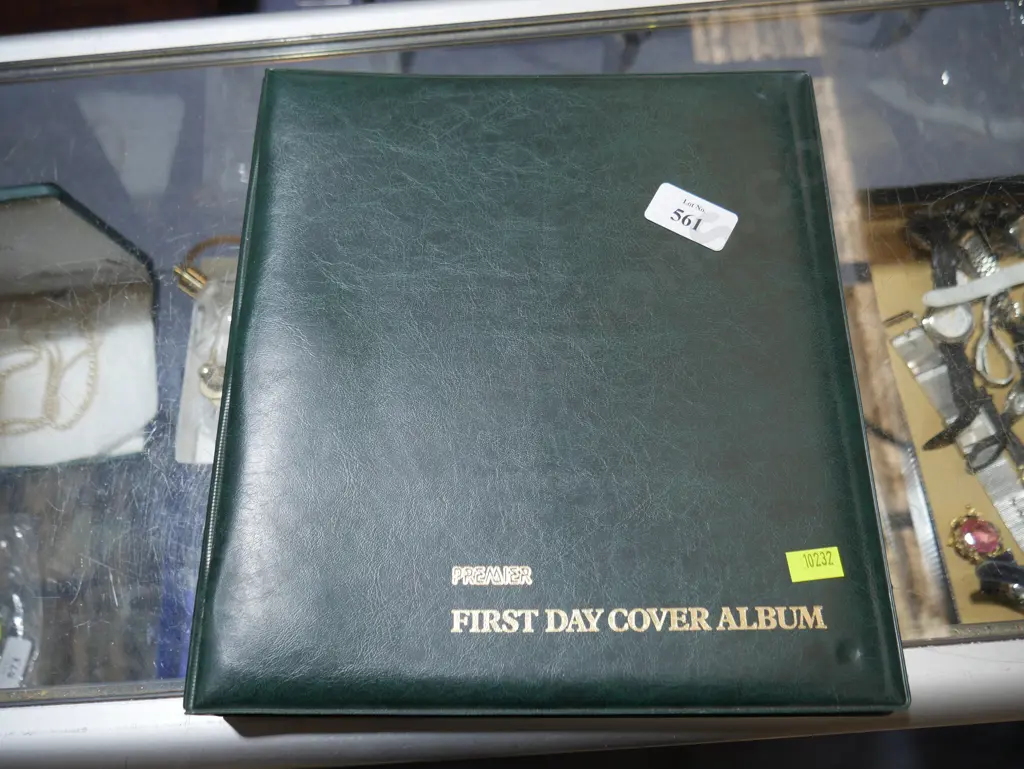 Lot No.
561
PREMIER
10232
FIRST DAY COVER ALBUM